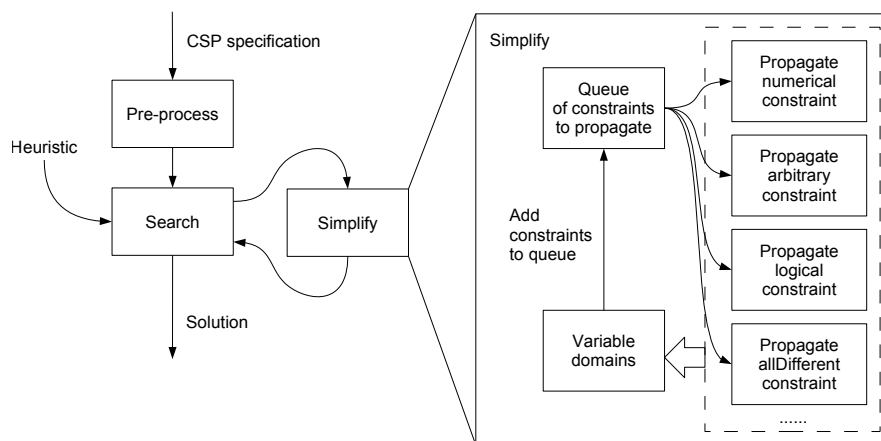 CSP specification
Pre-process
Heuristic
Search
Simplify
Solution
Simplify
Queue
of constraints
to propagate
Add
constraints
to queue
Variable
domains
Propagate
numerical
constraint
Propagate
arbitrary
constraint
Propagate
logical
constraint
Propagate
allDifferent
constraint
......